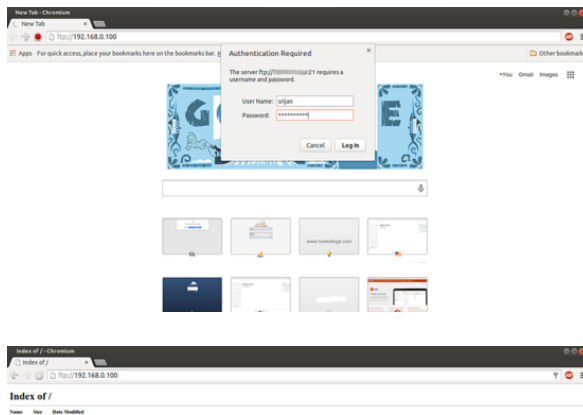 New Tab - Chromium
New Tab
ftp://192.168.0.100
Apps For quick access, place your bookmarks here on the bookmarks bar.
Other bookmark
Authentication Required
The server ftp:// :21 requires a
username and password.
User Name: srijan
Password: **********
Cancel Log In
+You Gmail Images
G E
GL
www.howtoforge.com
Index of / - Chromium
Index of /
ftp://192.168.0.100
Index of /
Name Size Date Modified